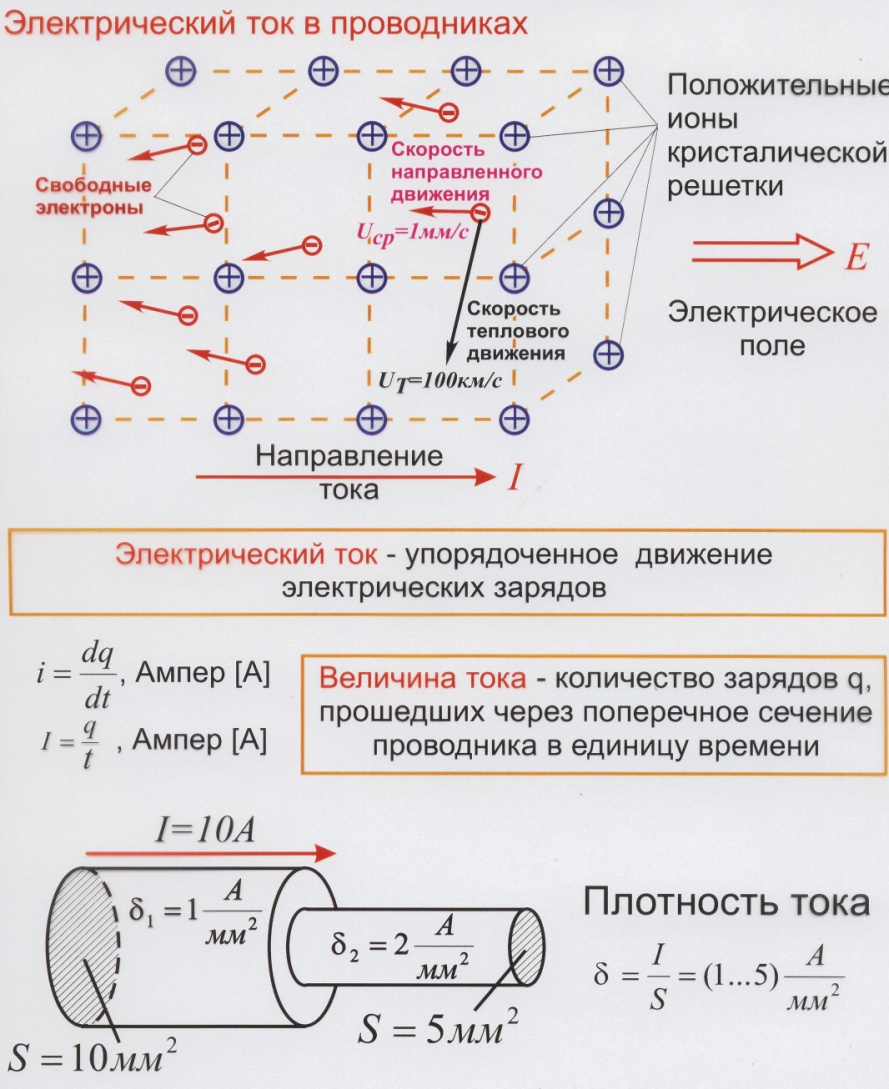 Электрический ток в проводниках
Положительные
ионы
кристалической
решетки
Свободные
электроны
Скорость
направленного
движения
Uср=1мм/с
E
Электрическое
поле
Скорость
теплового
движения
UT=100км/с
Направление
тока
I
Электрический ток - упорядоченное движение
электрических зарядов
i = dq/dt, Ампер [А]
I = q/t , Ампер [А]
Величина тока - количество зарядов q,
прошедших через поперечное сечение
проводника в единицу времени
I=10A
δ₁ = 1 A/мм²
δ₂ = 2 A/мм²
S = 10мм²
S = 5мм²
Плотность тока
δ = I/S = (1...5) A/мм²